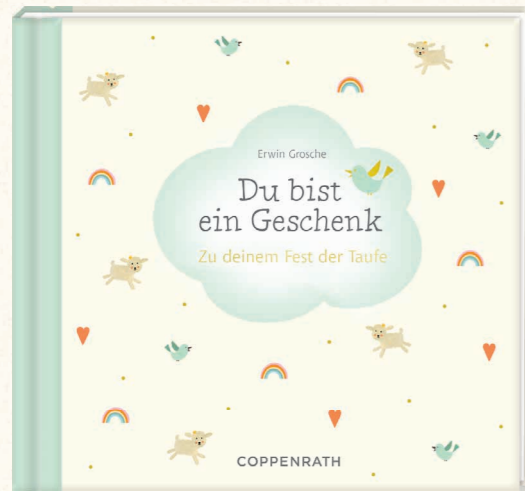 Erwin Grosche
Du bist
ein Geschenk
Zu deinem Fest der Taufe
COPPENRATH